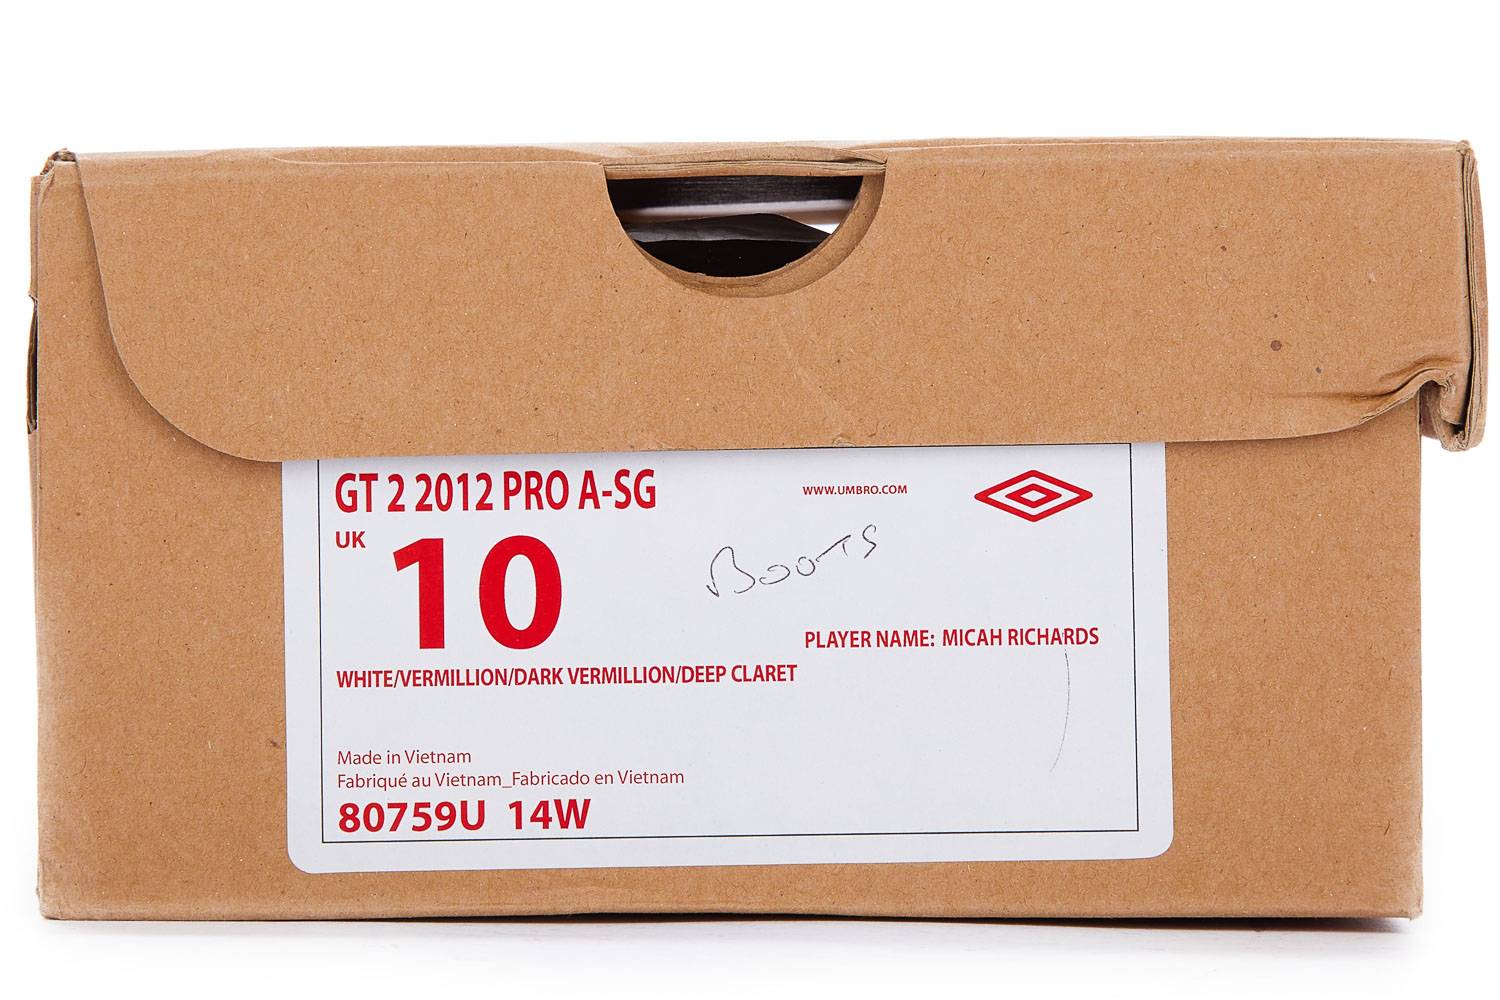 GT 2 2012 PRO A-SG
WWW.UMBRO.COM
UK
10
Boots
PLAYER NAME: MICAH RICHARDS
WHITE/VERMILLION/DARK VERMILLION/DEEP CLARET
Made in Vietnam
Fabriqué au Vietnam_Fabricado en Vietnam
80759U 14W